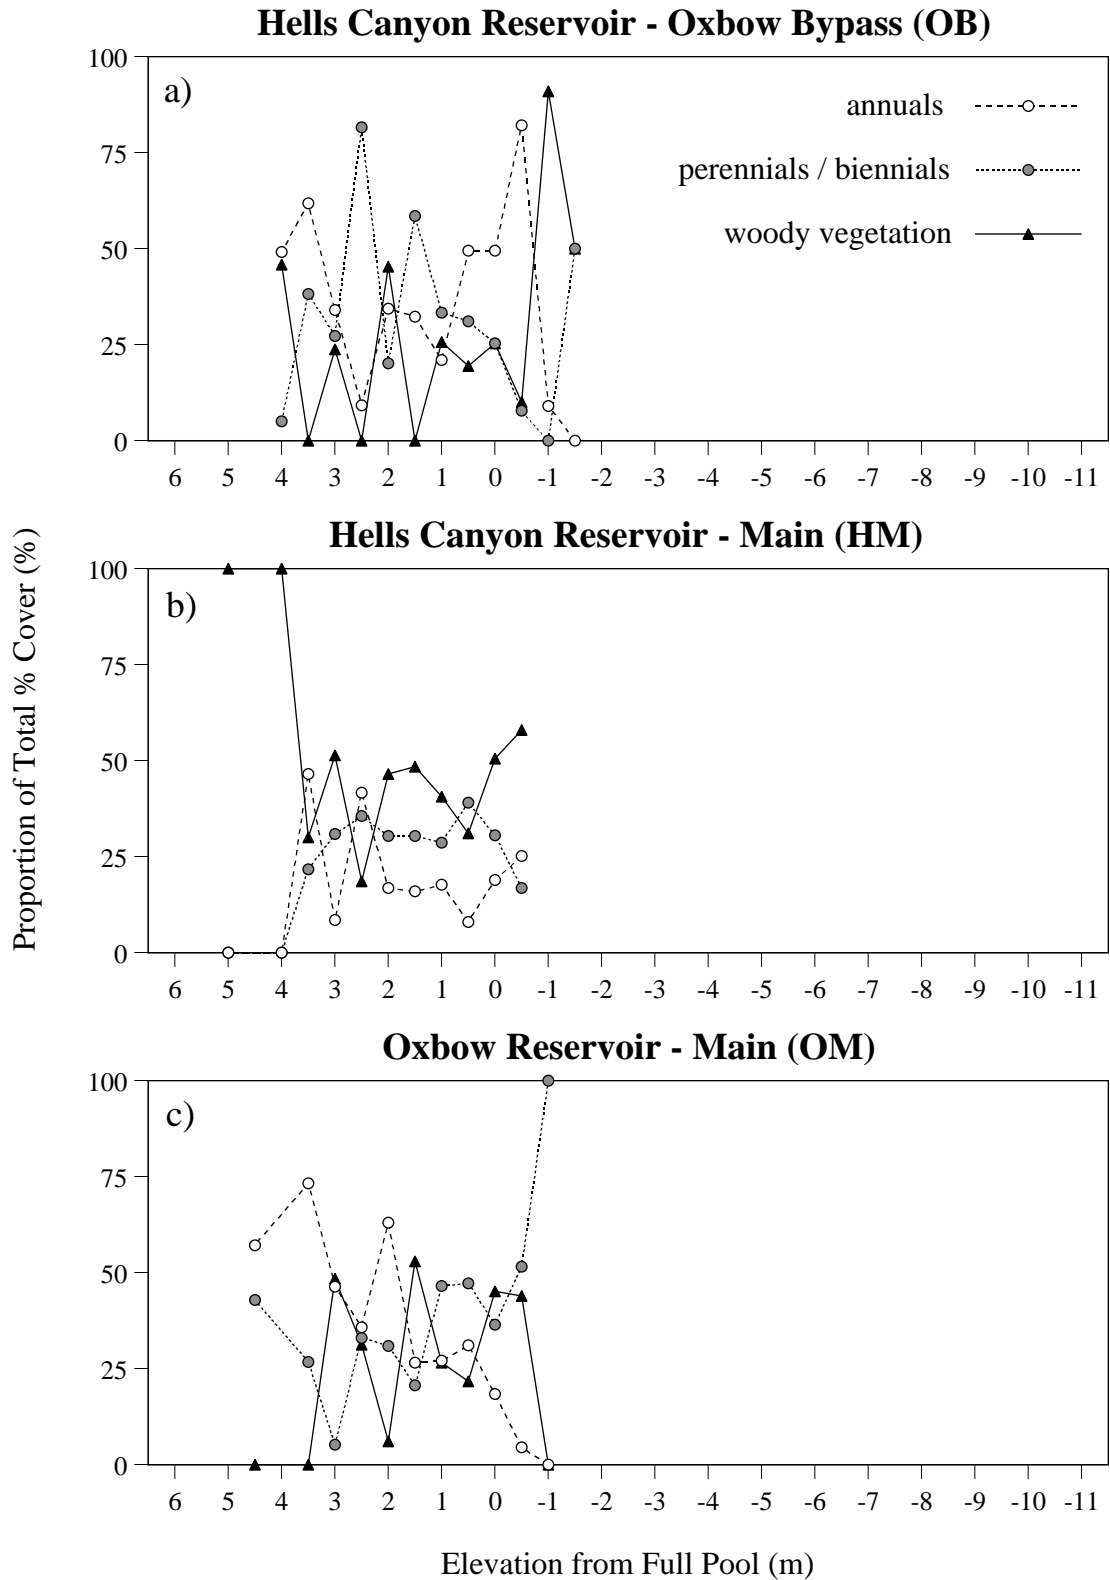 Hells Canyon Reservoir - Oxbow Bypass (OB)
100
a)
annuals
75
perennials / biennials
woody vegetation
50
25
0
6 5 4 3 2 1 0 -1 -2 -3 -4 -5 -6 -7 -8 -9 -10 -11
Hells Canyon Reservoir - Main (HM)
100
b)
75
50
25
0
6 5 4 3 2 1 0 -1 -2 -3 -4 -5 -6 -7 -8 -9 -10 -11
Proportion of Total % Cover (%)
Oxbow Reservoir - Main (OM)
100
c)
75
50
25
0
6 5 4 3 2 1 0 -1 -2 -3 -4 -5 -6 -7 -8 -9 -10 -11
Elevation from Full Pool (m)